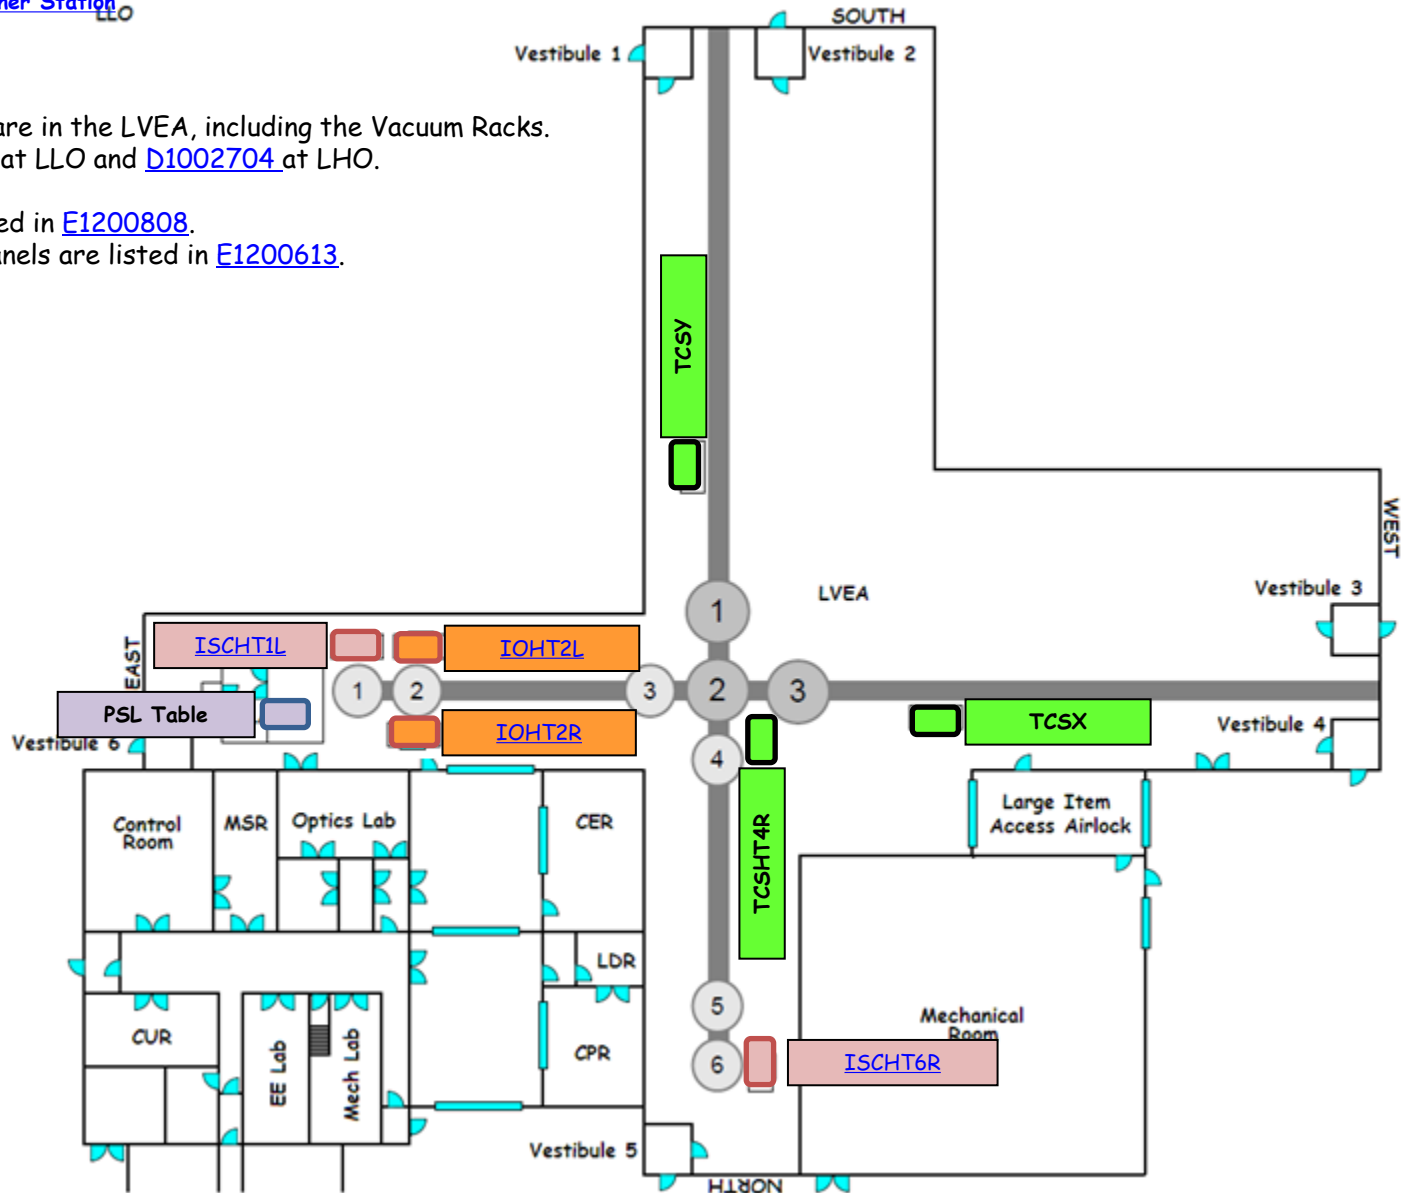 ner Station
LLO
SOUTH
Vestibule 1
Vestibule 2
are in the LVEA, including the Vacuum Racks.
at LLO and D1002704 at LHO.
ed in E1200808.
nels are listed in E1200613.
TCSY
WEST
Vestibule 3
LVEA
1
EAST
ISCHT1L
IOHT2L
1
2
3
2
3
PSL Table
IOHT2R
TCSX
Vestibule 4
Vestibule 6
4
Control
Room
MSR
Optics Lab
CER
TCSHT4R
Large Item
Access Airlock
LDR
5
Mechanical
Room
CUR
EE Lab
Mech Lab
CPR
6
ISCHT6R
Vestibule 5
NORTH